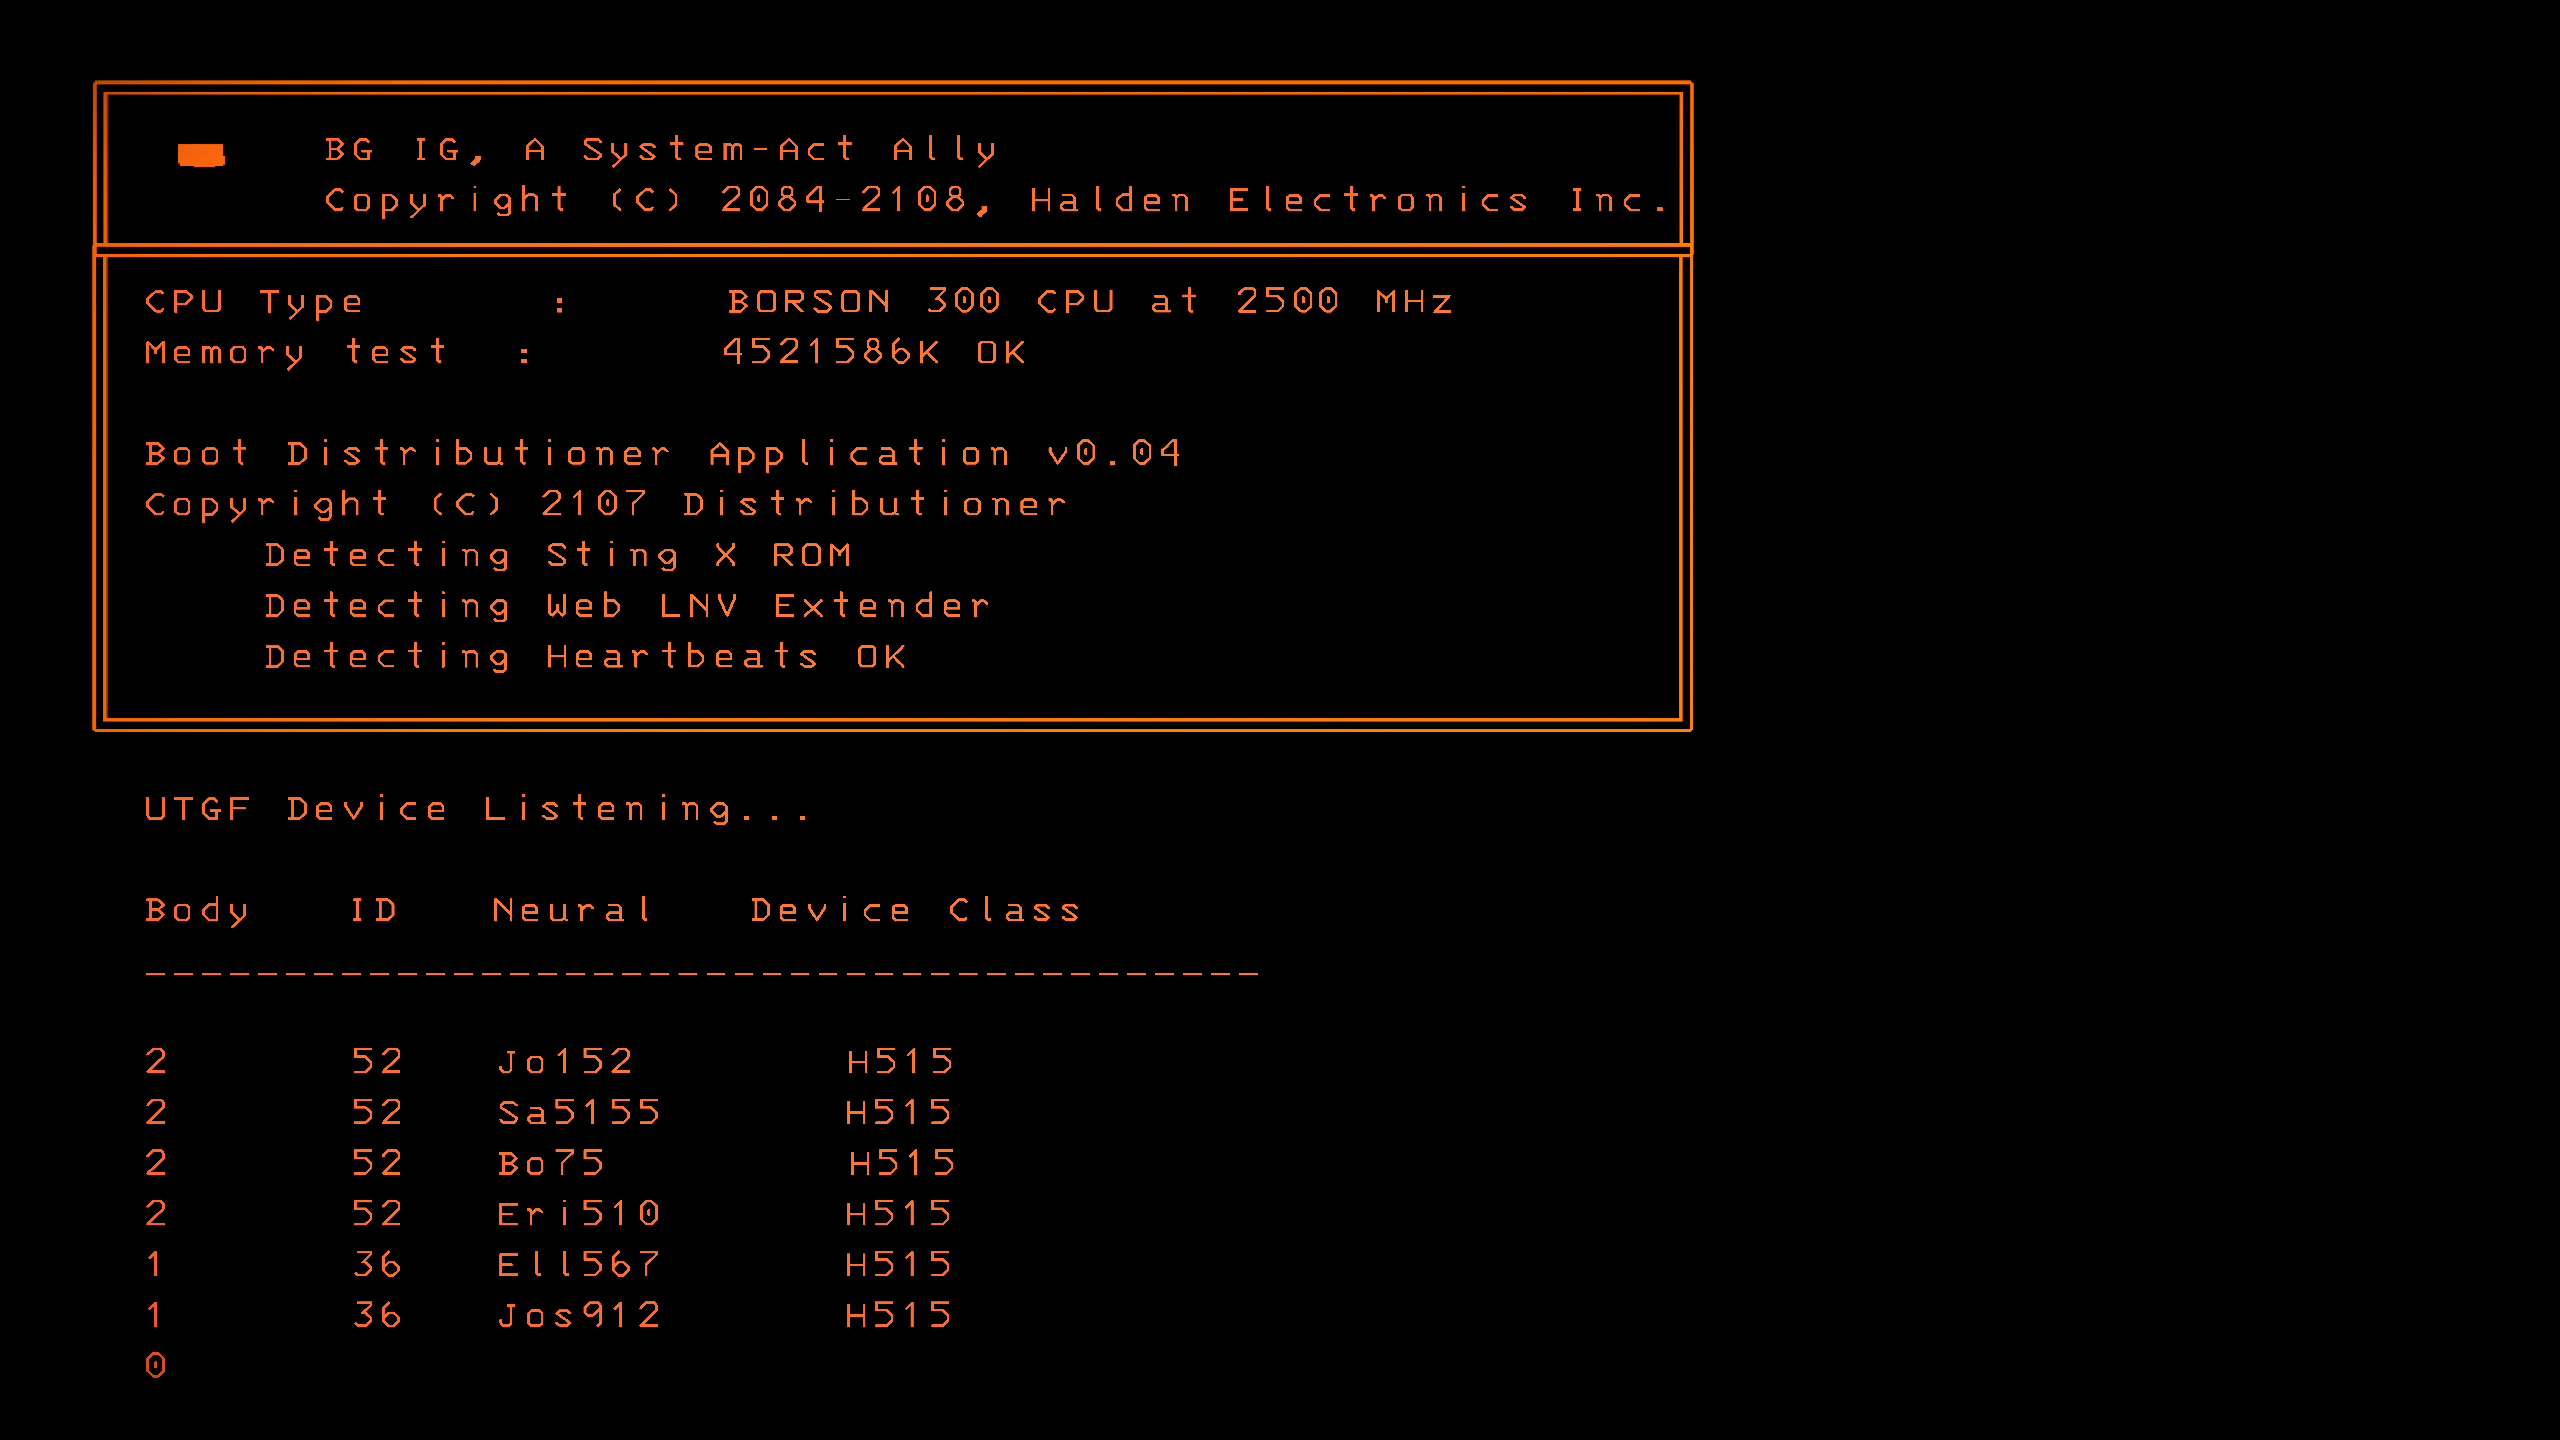 BG IG, A System-Act Ally
Copyright (C) 2084-2108, Halden Electronics Inc.
CPU Type : BORSON 300 CPU at 2500 MHz
Memory test : 4521586K OK
Boot Distributioner Application v0.04
Copyright (C) 2107 Distributioner
Detecting Sting X ROM
Detecting Web LNV Extender
Detecting Heartbeats OK
UTGF Device Listening...
Body ID Neural Device Class
----------------------------------------
2 52 Jo152 H515
2 52 Sa5155 H515
2 52 Bo75 H515
2 52 Eri510 H515
1 36 Ell567 H515
1 36 Jos912 H515
0